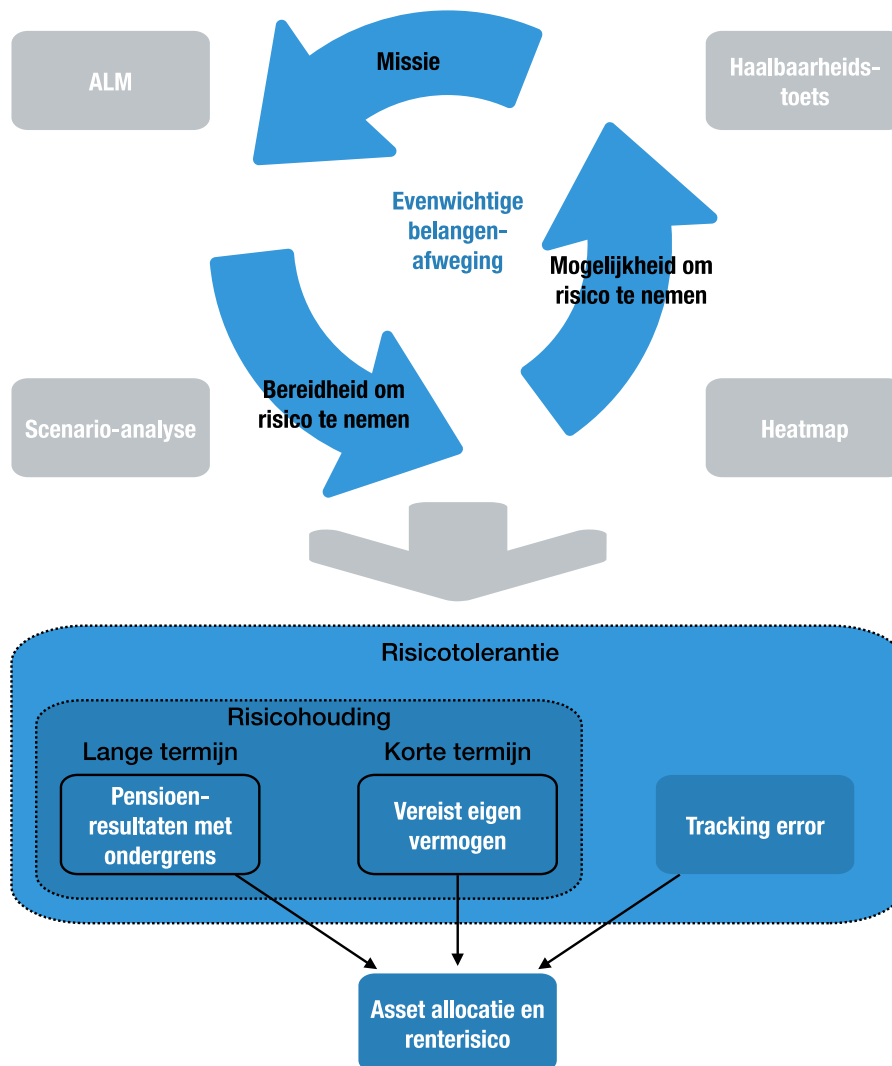 Missie
ALM
Haalbaarheids-
toets
Evenwichtige
belangen-
afweging
Mogelijkheid om
risico te nemen
Bereidheid om
risico te nemen
Scenario-analyse
Heatmap
Risicotolerantie
Risicohouding
Lange termijn
Korte termijn
Pensioen-
resultaten met
ondergrens
Vereist eigen
vermogen
Tracking error
Asset allocatie en
renterisico